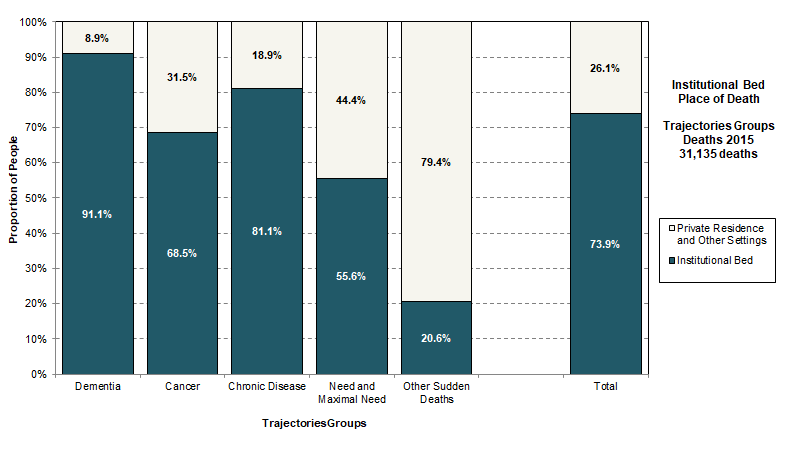 100%
90%
80%
70%
60%
50%
40%
30%
20%
10%
0%
Proportion of People
8.9%
91.1%
31.5%
68.5%
18.9%
81.1%
44.4%
55.6%
79.4%
20.6%
26.1%
73.9%
Dementia
Cancer
Chronic Disease
Need and
Maximal Need
Other Sudden
Deaths
Total
TrajectoriesGroups
Institutional Bed
Place of Death
Trajectories Groups
Deaths 2015
31,135 deaths
Private Residence
and Other Settings
Institutional Bed